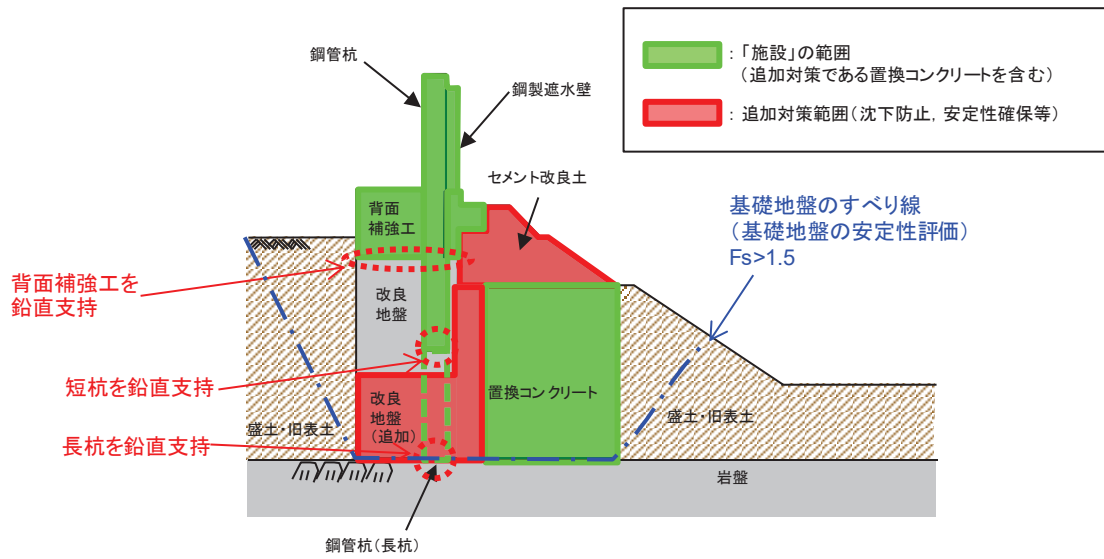 鋼管杭
鋼製遮水壁
：「施設」の範囲
（追加対策である置換コンクリートを含む）
：追加対策範囲（沈下防止，安定性確保等）
セメント改良土
背面
補強工
基礎地盤のすべり線
（基礎地盤の安定性評価）
Fs>1.5
背面補強工を
鉛直支持
改良
地盤
短杭を鉛直支持
置換コンクリート
改良
地盤
（追加）
盛土・旧表土
盛土・旧表土
長杭を鉛直支持
岩盤
鋼管杭（長杭）